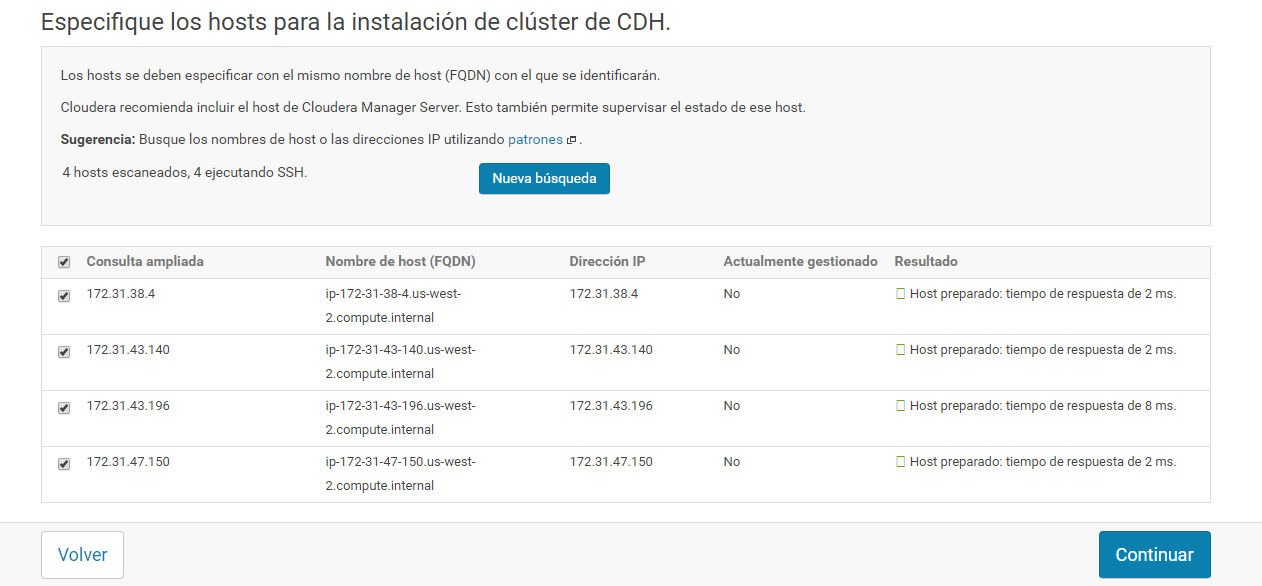 Especifique los hosts para la instalación de clúster de CDH.
Los hosts se deben especificar con el mismo nombre de host (FQDN) con el que se identificarán.
Cloudera recomienda incluir el host de Cloudera Manager Server. Esto también permite supervisar el estado de ese host.
Sugerencia: Busque los nombres de host o las direcciones IP utilizando patrones .
4 hosts escaneados, 4 ejecutando SSH.
Nueva búsqueda
Consulta ampliada Nombre de host (FQDN) Dirección IP Actualmente gestionado Resultado
172.31.38.4 ip-172-31-38-4.us-west- 172.31.38.4 No Host preparado: tiempo de respuesta de 2 ms.
2.compute.internal
172.31.43.140 ip-172-31-43-140.us-west- 172.31.43.140 No Host preparado: tiempo de respuesta de 2 ms.
2.compute.internal
172.31.43.196 ip-172-31-43-196.us-west- 172.31.43.196 No Host preparado: tiempo de respuesta de 8 ms.
2.compute.internal
172.31.47.150 ip-172-31-47-150.us-west- 172.31.47.150 No Host preparado: tiempo de respuesta de 2 ms.
2.compute.internal
Volver Continuar